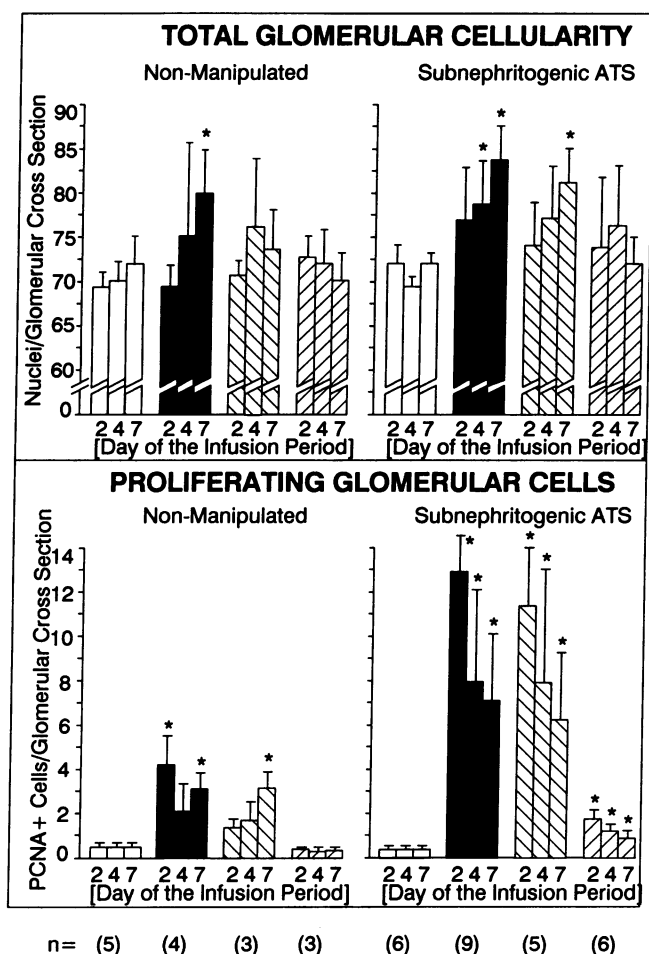 TOTAL GLOMERULAR CELLULARITY
Non-Manipulated
Subnephritogenic ATS
Nuclei/Glomerular Cross Section
90
85
80
75
70
65
60
0
*
* * *
2 4 7 2 4 7 2 4 7 2 4 7
[Day of the Infusion Period]
2 4 7 2 4 7 2 4 7 2 4 7
[Day of the Infusion Period]
PROLIFERATING GLOMERULAR CELLS
Non-Manipulated
Subnephritogenic ATS
PCNA+ Cells/Glomerular Cross Section
14
12
10
8
6
4
2
0
* * *
* * * * * * * * *
2 4 7 2 4 7 2 4 7 2 4 7
[Day of the Infusion Period]
2 4 7 2 4 7 2 4 7 2 4 7
[Day of the Infusion Period]
n= (5) (4) (3) (3) (6) (9) (5) (6)